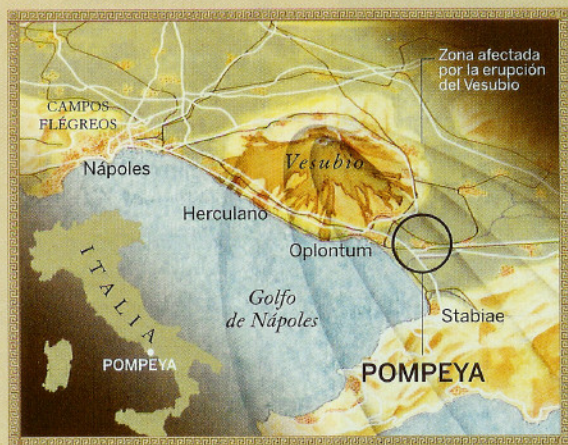 Zona afectada
por la erupción
del Vesubio
CAMPOS
FLÉGREOS
Nápoles
Vesubio
Herculano
Oplontum
Golfo
de Nápoles
Stabiae
ITALIA
POMPEYA
POMPEYA